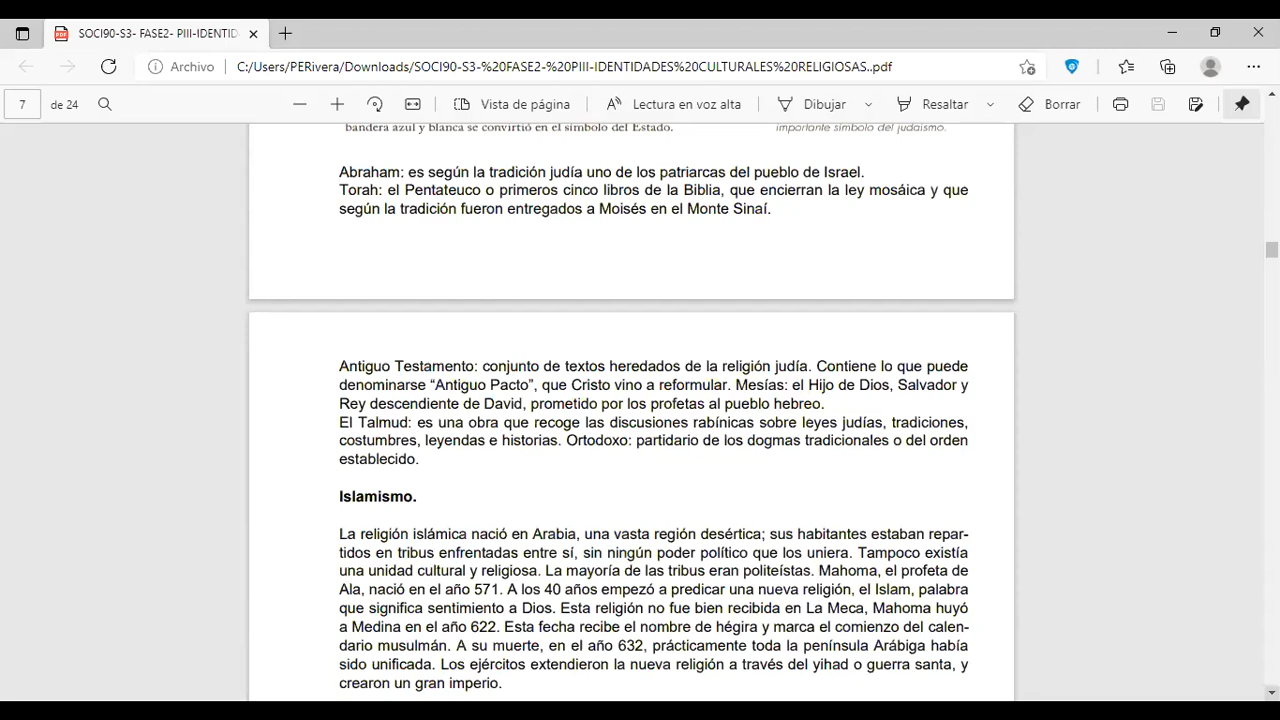 SOCI90-S3- FASE2- PIII-IDENTID
Archivo
C:/Users/PERivera/Downloads/SOCI90-S3-%20FASE2-%20PIII-IDENTIDADES%20CULTURALES%20RELIGIOSAS..pdf
7 de 24
Vista de página
Lectura en voz alta
Dibujar
Resaltar
Borrar
bandera azul y blanca se convirtió en el símbolo del Estado.
importante símbolo del judaísmo.
Abraham: es según la tradición judía uno de los patriarcas del pueblo de Israel.
Torah: el Pentateuco o primeros cinco libros de la Biblia, que encierran la ley mosáica y que
según la tradición fueron entregados a Moisés en el Monte Sinaí.
Antiguo Testamento: conjunto de textos heredados de la religión judía. Contiene lo que puede
denominarse “Antiguo Pacto”, que Cristo vino a reformular. Mesías: el Hijo de Dios, Salvador y
Rey descendiente de David, prometido por los profetas al pueblo hebreo.
El Talmud: es una obra que recoge las discusiones rabínicas sobre leyes judías, tradiciones,
costumbres, leyendas e historias. Ortodoxo: partidario de los dogmas tradicionales o del orden
establecido.
Islamismo.
La religión islámica nació en Arabia, una vasta región desértica; sus habitantes estaban repar-
tidos en tribus enfrentadas entre sí, sin ningún poder político que los uniera. Tampoco existía
una unidad cultural y religiosa. La mayoría de las tribus eran politeístas. Mahoma, el profeta de
Ala, nació en el año 571. A los 40 años empezó a predicar una nueva religión, el Islam, palabra
que significa sentimiento a Dios. Esta religión no fue bien recibida en La Meca, Mahoma huyó
a Medina en el año 622. Esta fecha recibe el nombre de hégira y marca el comienzo del calen-
dario musulmán. A su muerte, en el año 632, prácticamente toda la península Arábiga había
sido unificada. Los ejércitos extendieron la nueva religión a través del yihad o guerra santa, y
crearon un gran imperio.